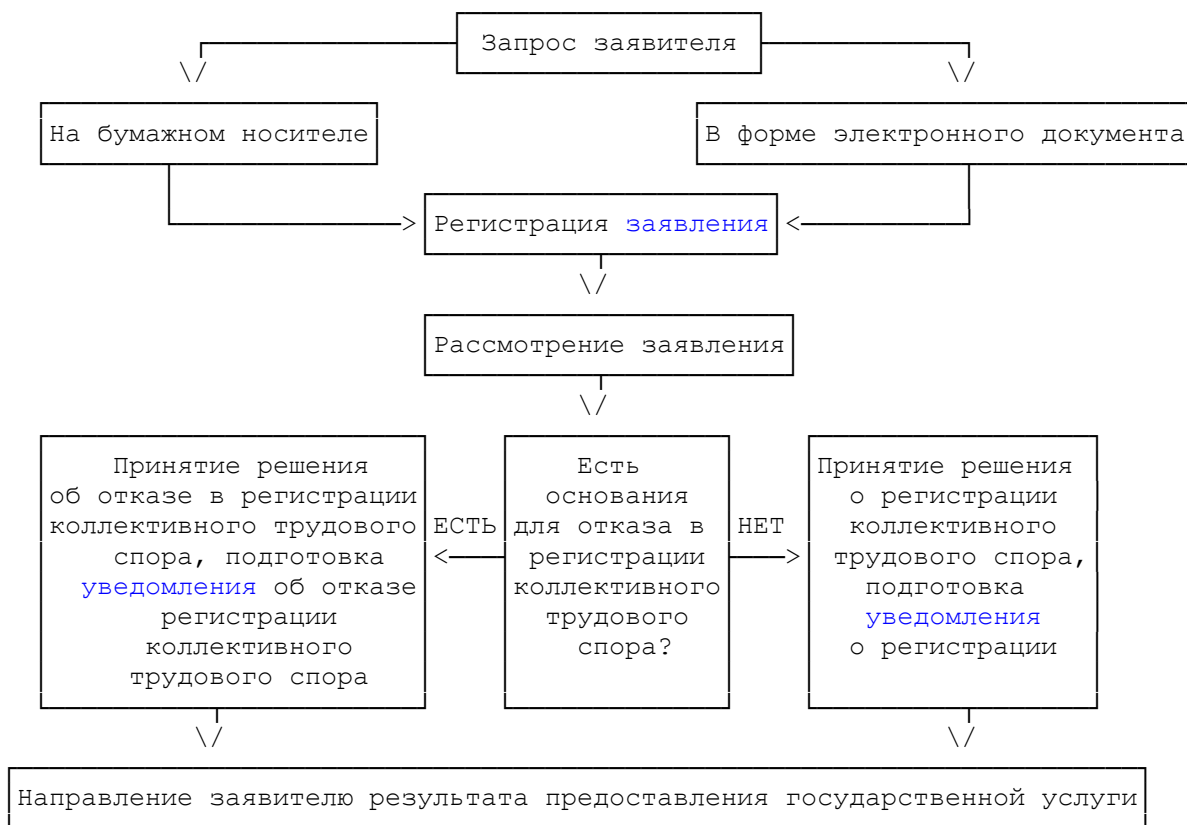 Запрос заявителя
На бумажном носителе
В форме электронного документа
Регистрация заявления
Рассмотрение заявления
Принятие решения
об отказе в регистрации
коллективного трудового
спора, подготовка
уведомления об отказе
регистрации
коллективного
трудового спора
ЕСТЬ
Есть
основания
для отказа в
регистрации
коллективного
трудового
спора?
НЕТ
Принятие решения
о регистрации
коллективного
трудового спора,
подготовка
уведомления
о регистрации
Направление заявителю результата предоставления государственной услуги